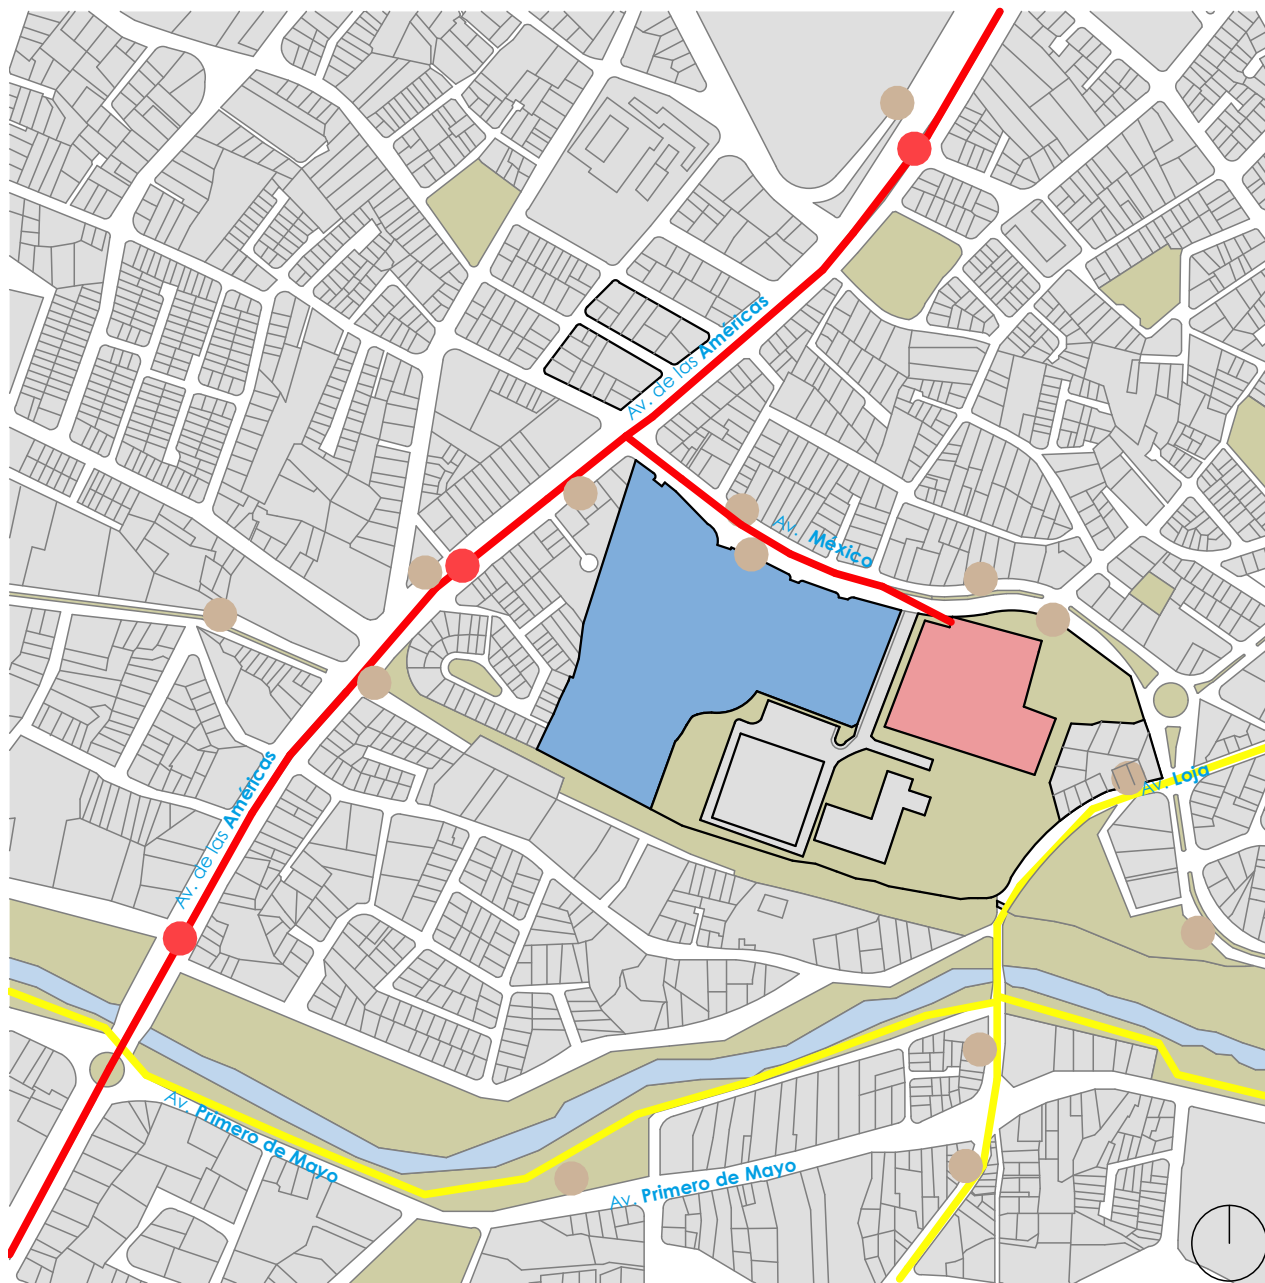 Av. de las Américas
Av. México
Av. Loja
Av. de las Américas
Av. Primero de Mayo
Av. Primero de Mayo